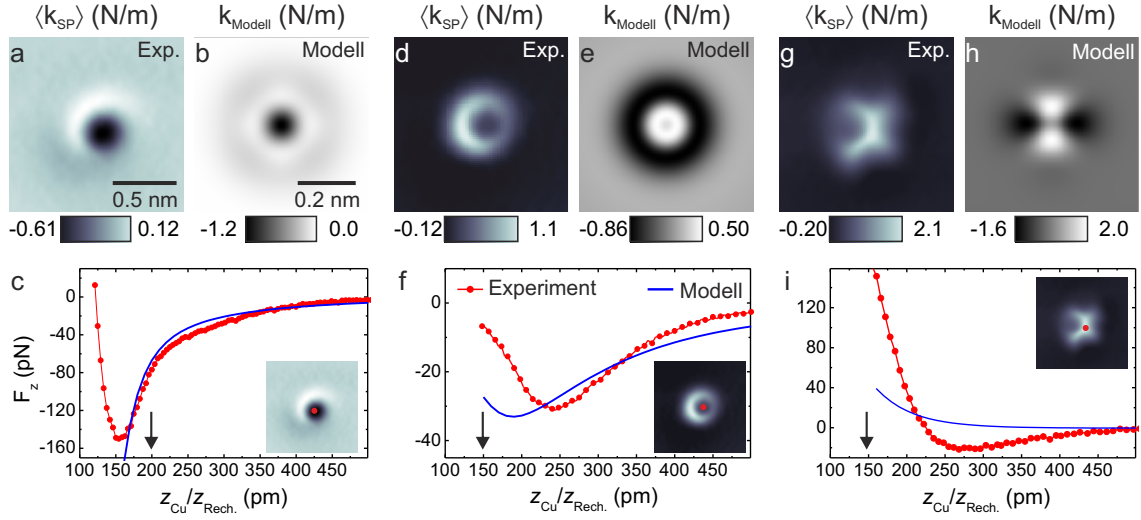 ⟨k_SP⟩ (N/m) k_Modell (N/m) ⟨k_SP⟩ (N/m) k_Modell (N/m) ⟨k_SP⟩ (N/m) k_Modell (N/m)
a Exp. b Modell d Exp. e Modell g Exp. h Modell
0.5 nm 0.2 nm
-0.61 0.12 -1.2 0.0 -0.12 1.1 -0.86 0.50 -0.20 2.1 -1.6 2.0
c
F_z (pN)
0
-40
-80
-120
-160
100 150 200 250 300 350 400 450
z_Cu/z_Rech. (pm)
f
Experiment Modell
0
-20
-40
100 150 200 250 300 350 400 450
z_Cu/z_Rech. (pm)
i
120
80
40
0
100 150 200 250 300 350 400 450
z_Cu/z_Rech. (pm)